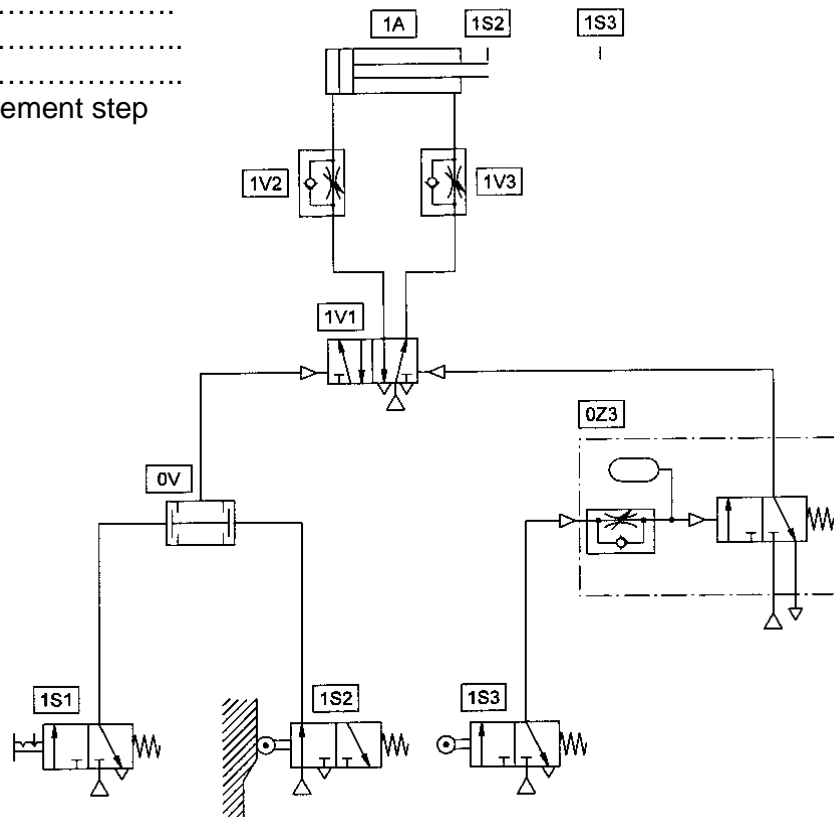 ………………….
…………………..
…………………..
ement step
1A
1S2
1S3
1V2
1V3
1V1
0Z3
0V
1S1
1S2
1S3